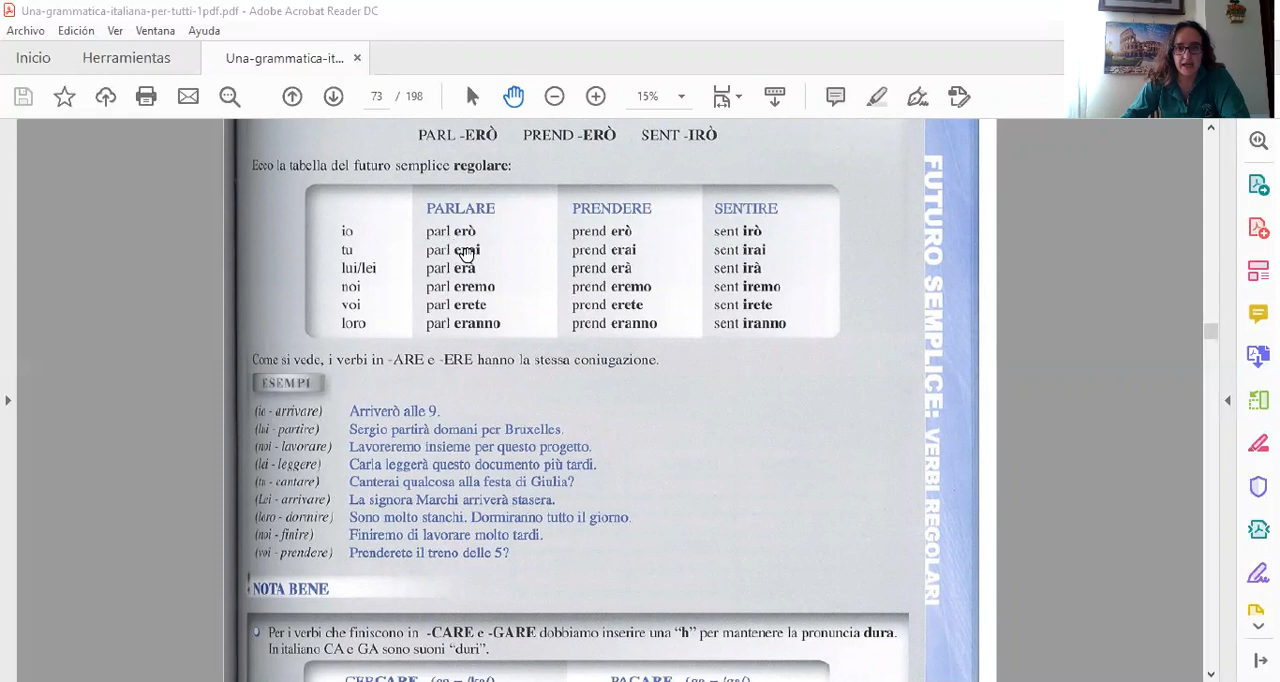 Una-grammatica-italiana-per-tutti-1pdf.pdf - Adobe Acrobat Reader DC
Archivo Edición Ver Ventana Ayuda
Inicio Herramientas Una-grammatica-it... ×
73 / 198 15%
PARL -ERÒ PREND -ERÒ SENT -IRÒ
Ecco la tabella del futuro semplice regolare:
PARLARE PRENDERE SENTIRE
io parl erò prend erò sent irò
tu parl erai prend erai sent irai
lui/lei parl erà prend erà sent irà
noi parl eremo prend eremo sent iremo
voi parl erete prend erete sent irete
loro parl eranno prend eranno sent iranno
Come si vede, i verbi in -ARE e -ERE hanno la stessa coniugazione.
ESEMPI
(io - arrivare) Arriverò alle 9.
(lui - partire) Sergio partirà domani per Bruxelles.
(noi - lavorare) Lavoreremo insieme per questo progetto.
(lei - leggere) Carla leggerà questo documento più tardi.
(tu - cantare) Canterai qualcosa alla festa di Giulia?
(Lei - arrivare) La signora Marchi arriverà stasera.
(loro - dormire) Sono molto stanchi. Dormiranno tutto il giorno.
(noi - finire) Finiremo di lavorare molto tardi.
(voi - prendere) Prenderete il treno delle 5?
NOTA BENE
Per i verbi che finiscono in -CARE e -GARE dobbiamo inserire una "h" per mantenere la pronuncia dura.
In italiano CA e GA sono suoni "duri".
CERCARE (ca = /ka/) PAGARE (ga = /ga/)
FUTURO SEMPLICE: VERBI REGOLARI